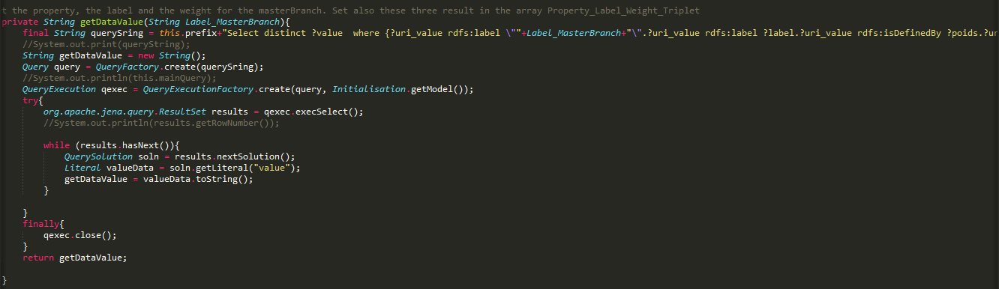 t the property, the label and the weight for the masterBranch. Set also these three result in the array Property_Label_Weight_Triplet
private String getDataValue(String Label_MasterBranch){
final String querySring = this.prefix+"Select distinct ?value  where {?uri_value rdfs:label \""+Label_MasterBranch+"\".?uri_value rdfs:label ?label.?uri_value rdfs:isDefinedBy ?poids.?ur
//System.out.print(queryString);
String getDataValue = new String();
Query query = QueryFactory.create(querySring);
//System.out.println(this.mainQuery);
QueryExecution qexec = QueryExecutionFactory.create(query, Initialisation.getModel());
try{
org.apache.jena.query.ResultSet results = qexec.execSelect();
//System.out.println(results.getRowNumber());
while (results.hasNext()){
QuerySolution soln = results.nextSolution();
Literal valueData = soln.getLiteral("value");
getDataValue = valueData.toString();
}
}
finally{
qexec.close();
}
return getDataValue;
}